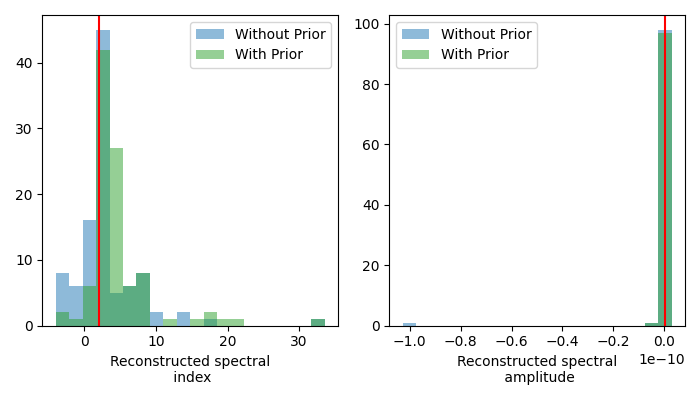 Without Prior
With Prior
40
30
20
10
0
0 10 20 30
Reconstructed spectral
index
Without Prior
With Prior
100
80
60
40
20
0
−1.0 −0.8 −0.6 −0.4 −0.2 0.0
1e−10
Reconstructed spectral
amplitude